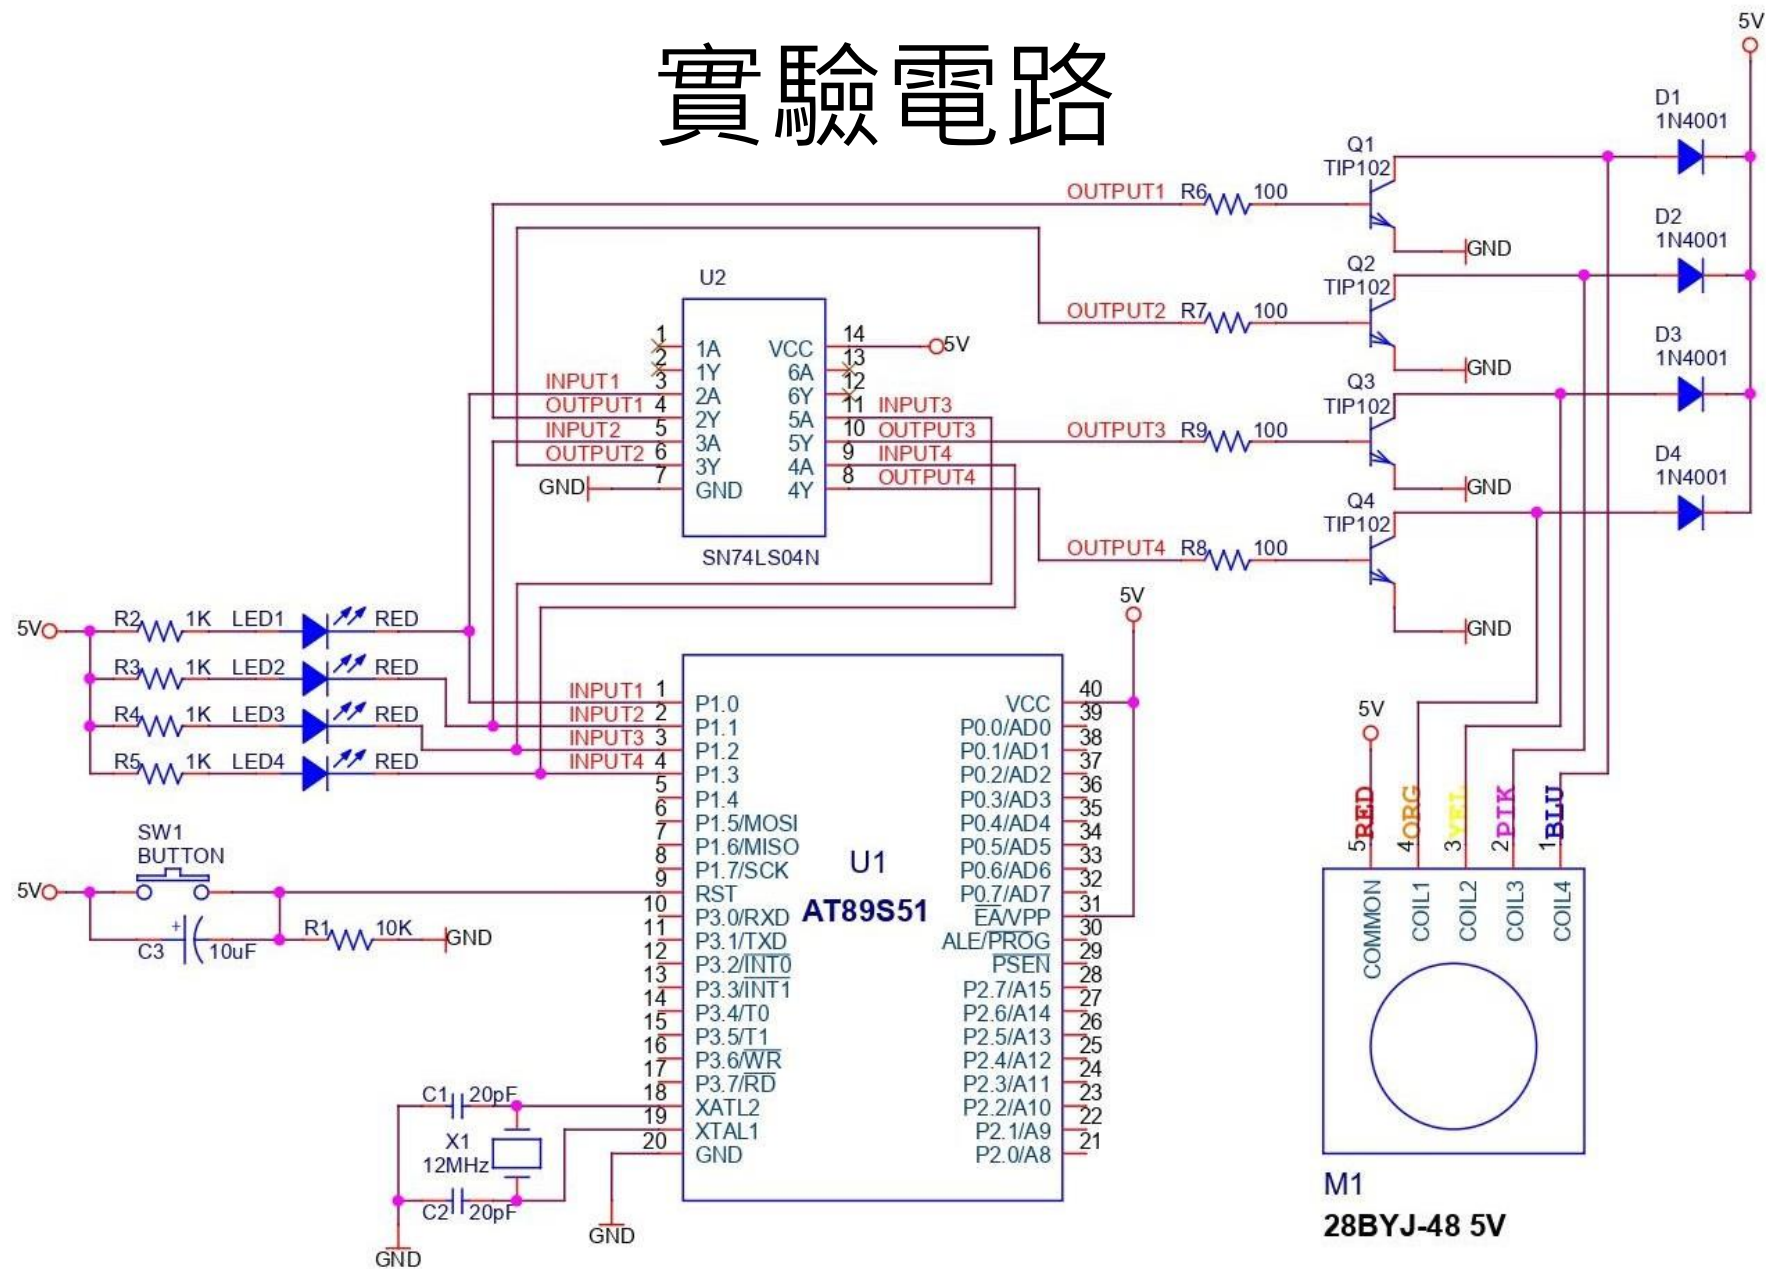 實驗電路
5V
D1
1N4001
Q1
TIP102
OUTPUT1 R6 100
GND
D2
1N4001
Q2
TIP102
OUTPUT2 R7 100
GND
D3
1N4001
Q3
TIP102
OUTPUT3 R9 100
GND
D4
1N4001
Q4
TIP102
OUTPUT4 R8 100
GND
U2
1 1A VCC 14 5V
2 1Y 6A 13
INPUT1 3 2A 6Y 12
OUTPUT1 4 2Y 5A 11 INPUT3
INPUT2 5 3A 5Y 10 OUTPUT3
OUTPUT2 6 3Y 4A 9 INPUT4
GND 7 GND 4Y 8 OUTPUT4
SN74LS04N
5V R2 1K LED1 RED
R3 1K LED2 RED
R4 1K LED3 RED
R5 1K LED4 RED
5V
INPUT1 1 P1.0 VCC 40
INPUT2 2 P1.1 P0.0/AD0 39
INPUT3 3 P1.2 P0.1/AD1 38
INPUT4 4 P1.3 P0.2/AD2 37
5 P1.4 P0.3/AD3 36
6 P1.5/MOSI P0.4/AD4 35
7 P1.6/MISO P0.5/AD5 34
8 P1.7/SCK P0.6/AD6 33
9 RST P0.7/AD7 32
10 P3.0/RXD EA/VPP 31
11 P3.1/TXD ALE/PROG 30
12 P3.2/INT0 PSEN 29
13 P3.3/INT1 P2.7/A15 28
14 P3.4/T0 P2.6/A14 27
15 P3.5/T1 P2.5/A13 26
16 P3.6/WR P2.4/A12 25
17 P3.7/RD P2.3/A11 24
18 XATL2 P2.2/A10 23
19 XTAL1 P2.1/A9 22
20 GND P2.0/A8 21
U1
AT89S51
SW1
BUTTON
5V
C3 10uF
R1 10K GND
C1 20pF
X1
12MHz
C2 20pF
GND
GND
5V
5 RED
4 ORG
3 YEL
2 PIK
1 BLU
COMMON
COIL1
COIL2
COIL3
COIL4
M1
28BYJ-48 5V